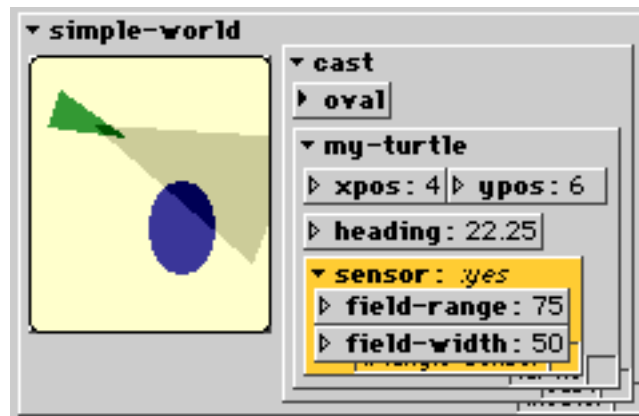 simple-world
cast
oval
my-turtle
xpos: 4 ypos: 6
heading: 22.25
sensor: :yes
field-range: 75
field-width: 50